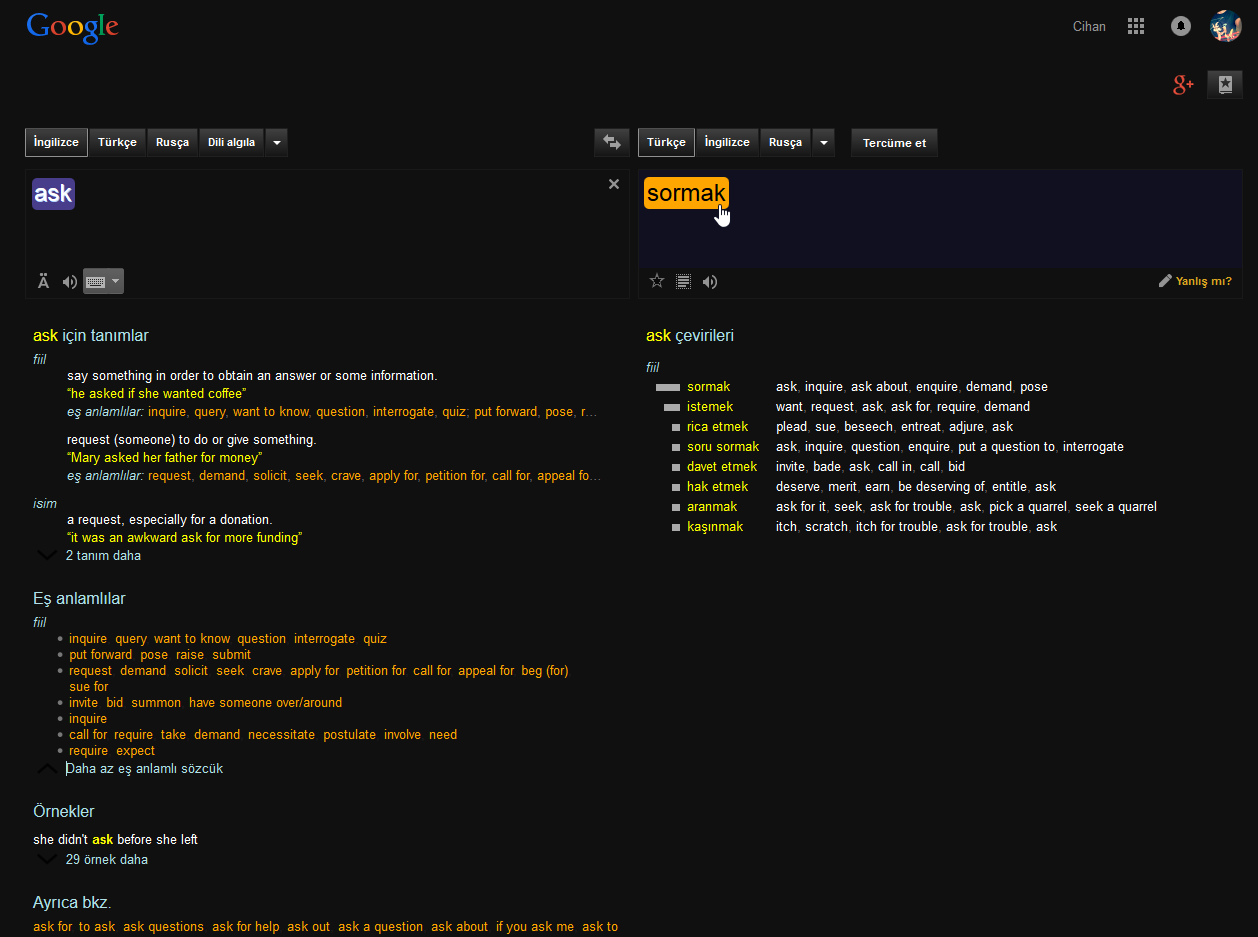 Google
Cihan
g+
İngilizce Türkçe Rusça Dili algıla
Türkçe İngilizce Rusça Tercüme et
ask
sormak
Ä
Yanlış mı?
ask için tanımlar
fiil
say something in order to obtain an answer or some information.
“he asked if she wanted coffee”
eş anlamlılar: inquire, query, want to know, question, interrogate, quiz; put forward, pose, r…
request (someone) to do or give something.
“Mary asked her father for money”
eş anlamlılar: request, demand, solicit, seek, crave, apply for, petition for, call for, appeal fo…
isim
a request, especially for a donation.
“it was an awkward ask for more funding”
2 tanım daha
Eş anlamlılar
fiil
inquire query want to know question interrogate quiz
put forward pose raise submit
request demand solicit seek crave apply for petition for call for appeal for beg (for)
sue for
invite bid summon have someone over/around
inquire
call for require take demand necessitate postulate involve need
require expect
Daha az eş anlamlı sözcük
Örnekler
she didn't ask before she left
29 örnek daha
Ayrıca bkz.
ask for to ask ask questions ask for help ask out ask a question ask about if you ask me ask to
ask çevirileri
fiil
sormak ask, inquire, ask about, enquire, demand, pose
istemek want, request, ask, ask for, require, demand
rica etmek plead, sue, beseech, entreat, adjure, ask
soru sormak ask, inquire, question, enquire, put a question to, interrogate
davet etmek invite, bade, ask, call in, call, bid
hak etmek deserve, merit, earn, be deserving of, entitle, ask
aranmak ask for it, seek, ask for trouble, ask, pick a quarrel, seek a quarrel
kaşınmak itch, scratch, itch for trouble, ask for trouble, ask